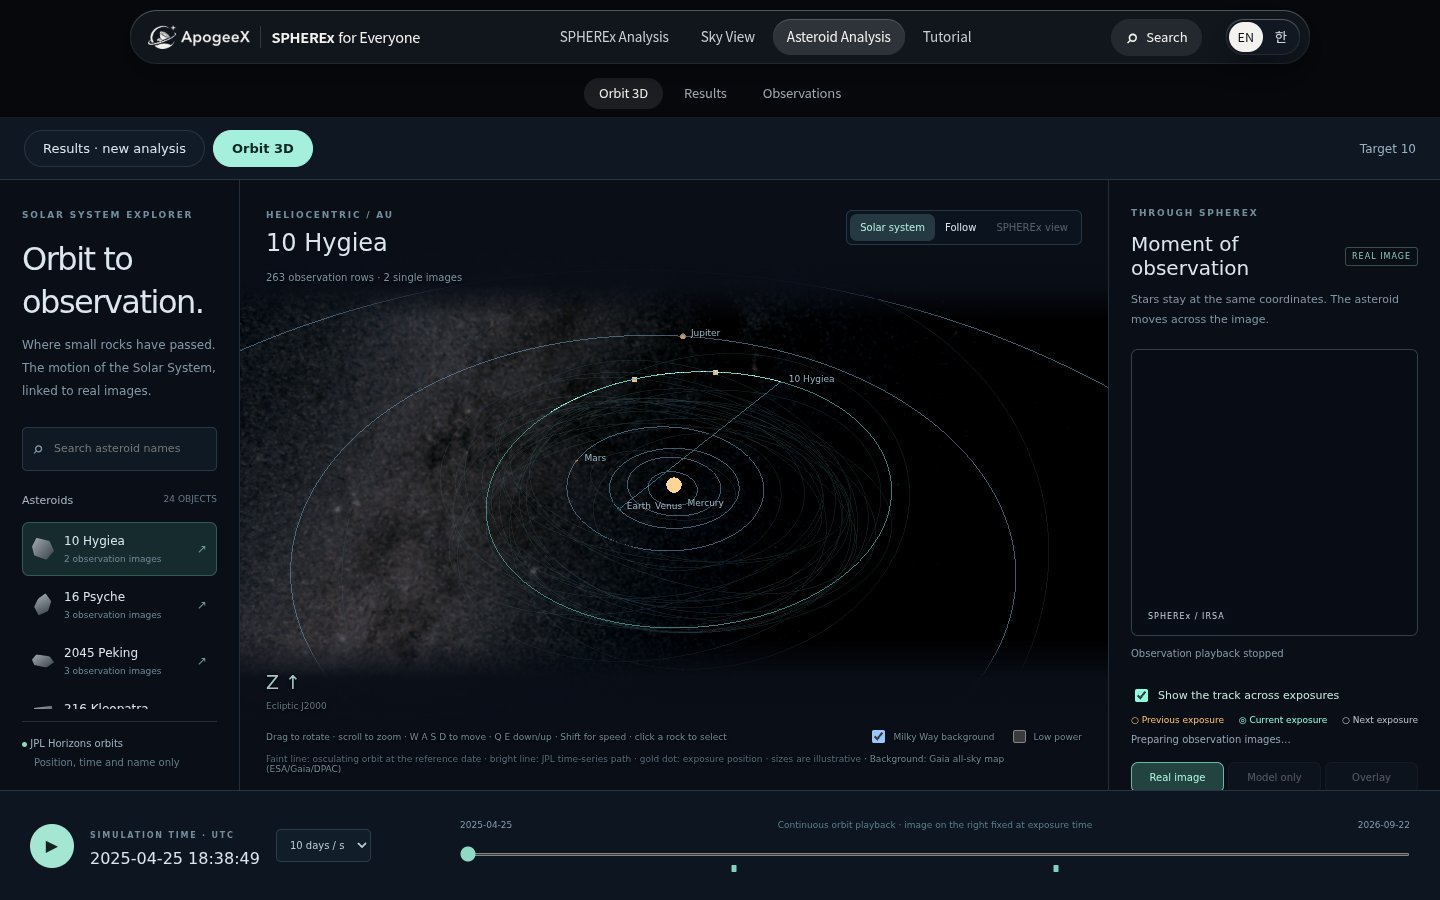 ApogeeX
SPHEREx for Everyone
SPHEREx Analysis
Sky View
Asteroid Analysis
Tutorial
Search
EN
한
Orbit 3D
Results
Observations
Results · new analysis
Orbit 3D
Target 10
SOLAR SYSTEM EXPLORER
Orbit to
observation.
Where small rocks have passed.
The motion of the Solar System,
linked to real images.
Search asteroid names
Asteroids
24 OBJECTS
10 Hygiea
2 observation images
↗
16 Psyche
3 observation images
↗
2045 Peking
3 observation images
↗
216 Kleopatra
JPL Horizons orbits
Position, time and name only
HELIOCENTRIC / AU
10 Hygiea
263 observation rows · 2 single images
Solar system
Follow
SPHEREx view
Jupiter
10 Hygiea
Mars
Earth
Venus
Mercury
Z ↑
Ecliptic J2000
Drag to rotate · scroll to zoom · W A S D to move · Q E down/up · Shift for speed · click a rock to select
Milky Way background
Low power
Faint line: osculating orbit at the reference date · bright line: JPL time-series path · gold dot: exposure position · sizes are illustrative · Background: Gaia all-sky map
(ESA/Gaia/DPAC)
THROUGH SPHEREX
Moment of
observation
REAL IMAGE
Stars stay at the same coordinates. The asteroid
moves across the image.
SPHEREx / IRSA
Observation playback stopped
Show the track across exposures
○ Previous exposure
◎ Current exposure
○ Next exposure
Preparing observation images…
Real image
Model only
Overlay
SIMULATION TIME · UTC
2025-04-25 18:38:49
10 days / s
2025-04-25
Continuous orbit playback · image on the right fixed at exposure time
2026-09-22